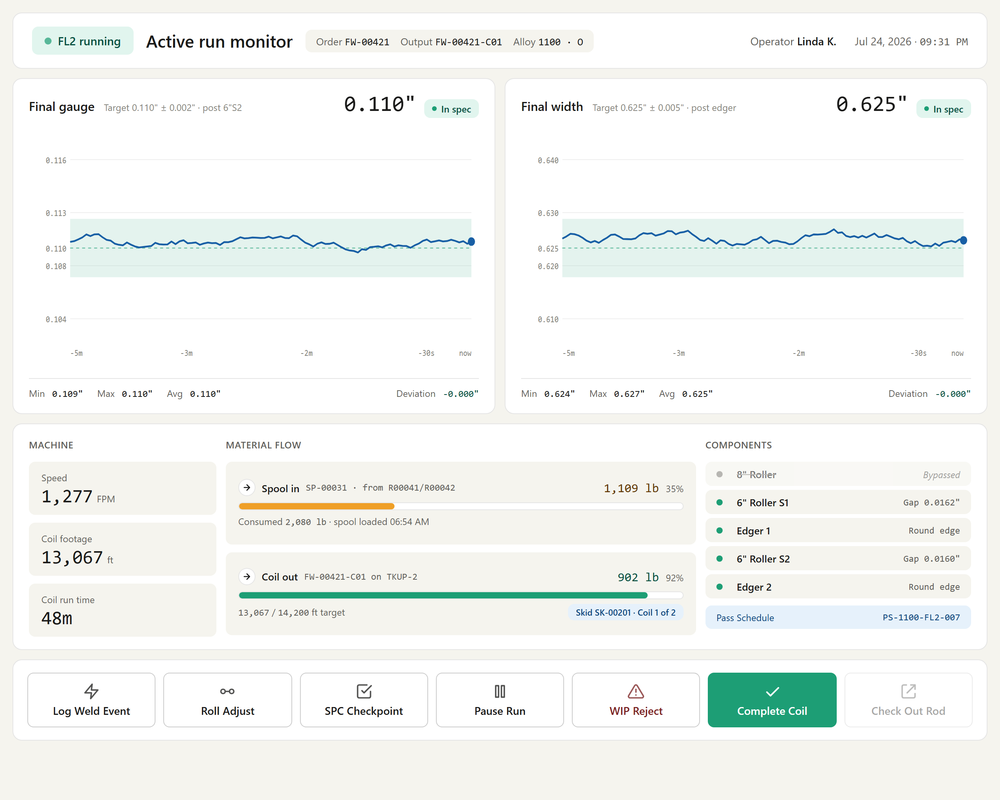 FL2 running
Active run monitor
Order FW-00421 Output FW-00421-C01 Alloy 1100 · O
Operator Linda K.
Jul 24, 2026 · 09:31 PM
Final gauge Target 0.110" ± 0.002" · post 6"S2
0.110" In spec
0.116
0.113
0.110
0.108
0.104
-5m -3m -2m -30s now
Min 0.109" Max 0.110" Avg 0.110" Deviation -0.000"
Final width Target 0.625" ± 0.005" · post edger
0.625" In spec
0.640
0.630
0.625
0.620
0.610
-5m -3m -2m -30s now
Min 0.624" Max 0.627" Avg 0.625" Deviation -0.000"
MACHINE
Speed
1,277 FPM
Coil footage
13,067 ft
Coil run time
48m
MATERIAL FLOW
Spool in SP-00031 · from R00041/R00042 1,109 lb 35%
Consumed 2,080 lb · spool loaded 06:54 AM
Coil out FW-00421-C01 on TKUP-2 902 lb 92%
13,067 / 14,200 ft target Skid SK-00201 · Coil 1 of 2
COMPONENTS
8" Roller Bypassed
6" Roller S1 Gap 0.0162"
Edger 1 Round edge
6" Roller S2 Gap 0.0160"
Edger 2 Round edge
Pass Schedule PS-1100-FL2-007
Log Weld Event
Roll Adjust
SPC Checkpoint
Pause Run
WIP Reject
Complete Coil
Check Out Rod